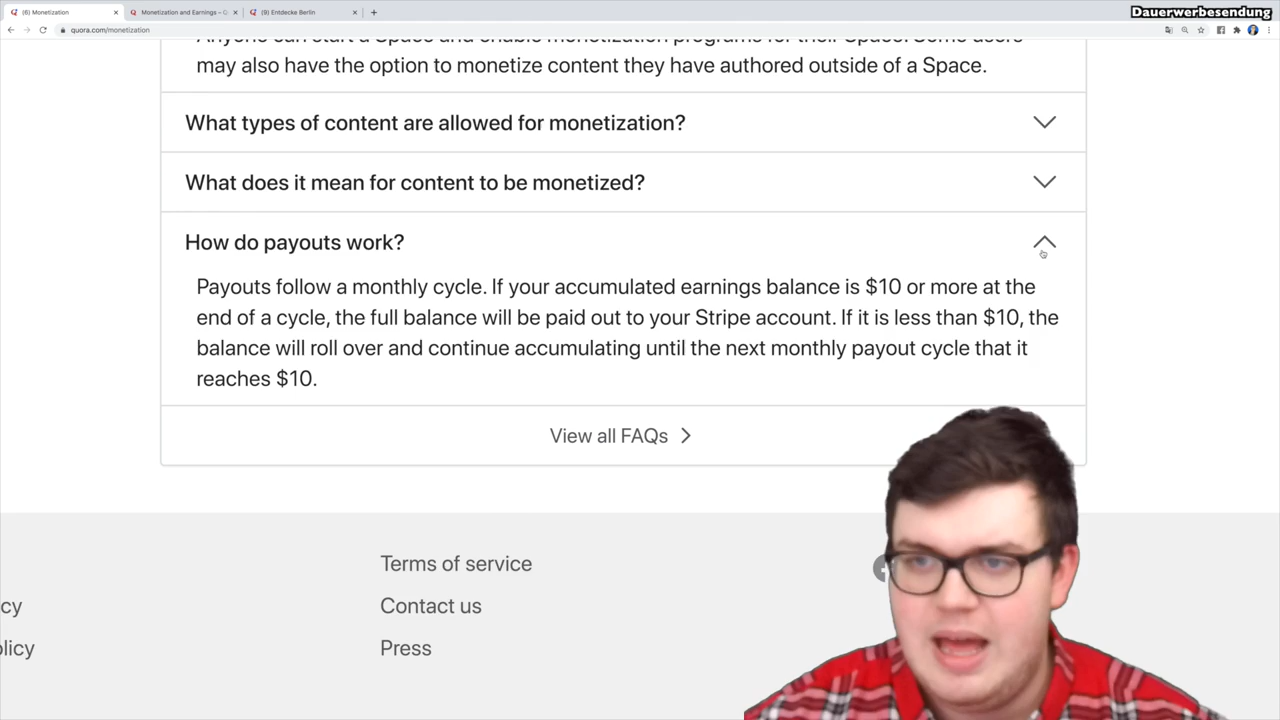 (6) Monetization
Monetization and Earnings – Q
(9) Entdecke Berlin
Dauerwerbesendung
quora.com/monetization
Anyone can start a Space and enable monetization programs for their Space. Some users
may also have the option to monetize content they have authored outside of a Space.
What types of content are allowed for monetization?
What does it mean for content to be monetized?
How do payouts work?
Payouts follow a monthly cycle. If your accumulated earnings balance is $10 or more at the
end of a cycle, the full balance will be paid out to your Stripe account. If it is less than $10, the
balance will roll over and continue accumulating until the next monthly payout cycle that it
reaches $10.
View all FAQs
Terms of service
cy
Contact us
olicy
Press